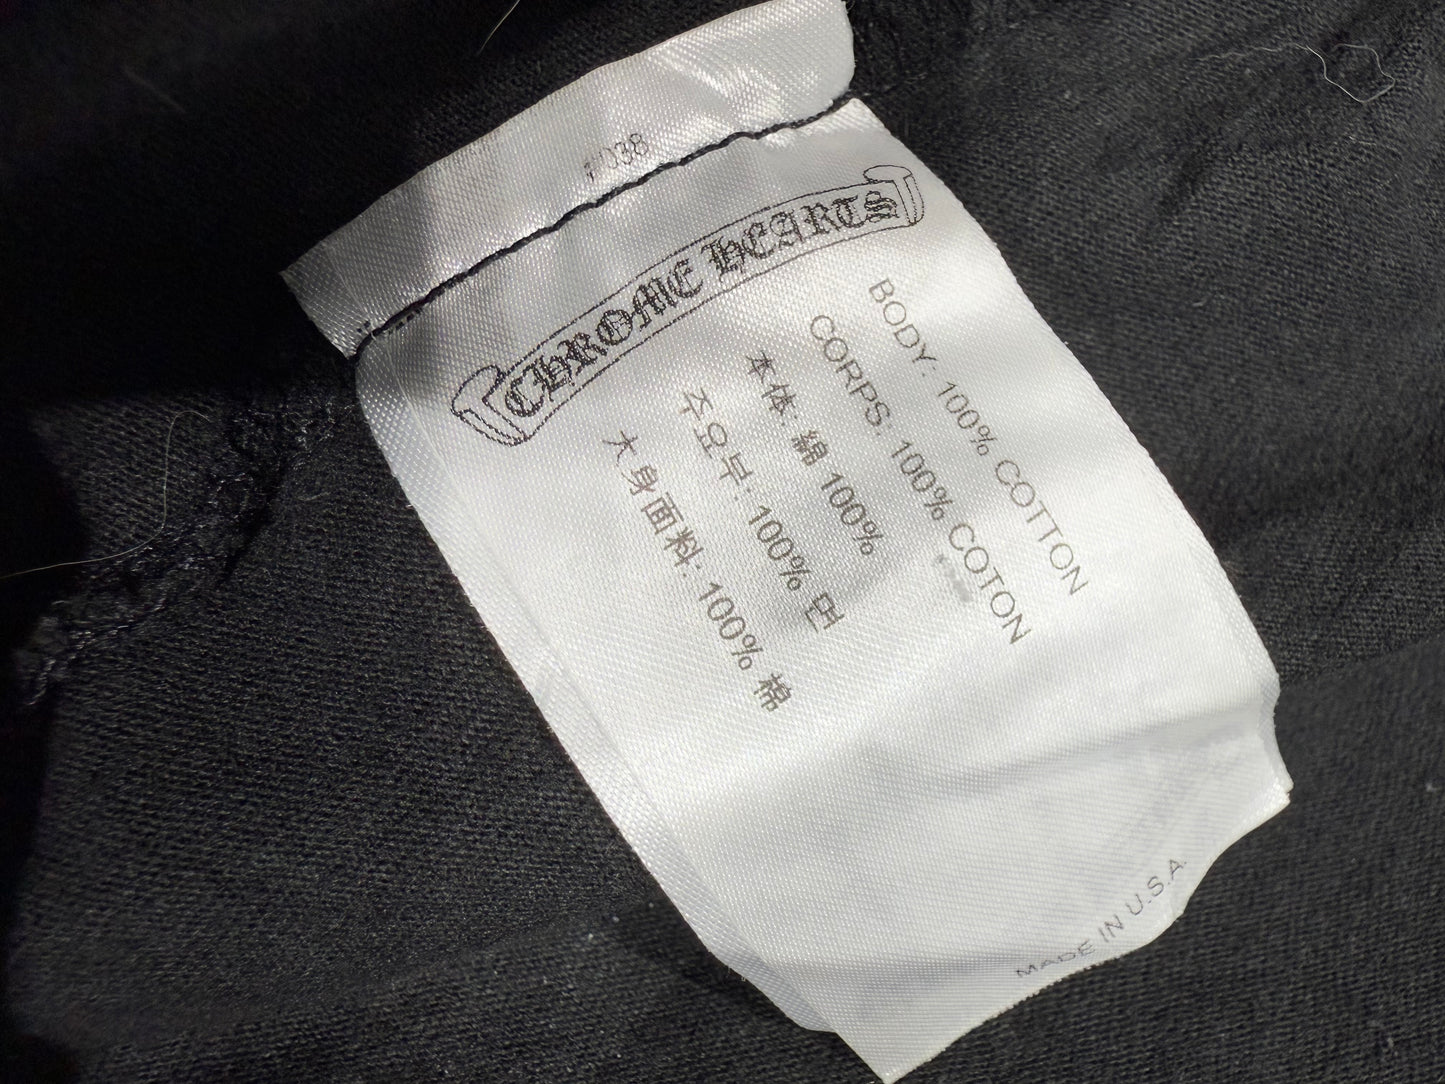 CHROME HEARTS
BODY: 100% COTTON
CORPS: 100% COTON
本体: 綿 100%
주요부: 100% 면
大身面料: 100% 棉
MADE IN U.S.A.